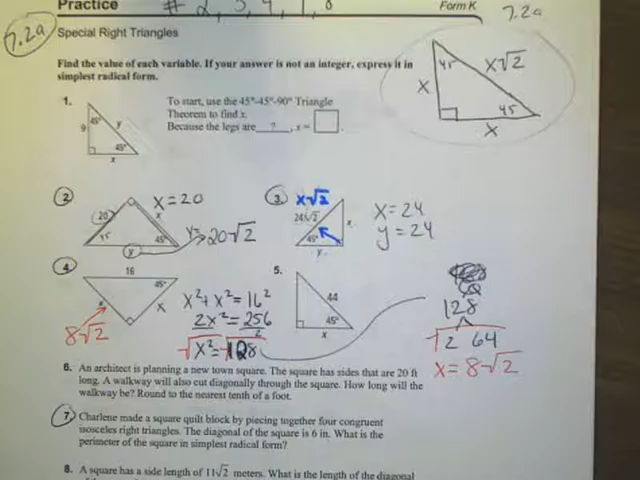 Practice
# 2, 3, 4, 7, 8
Form K
7.2a
7.2a
Special Right Triangles
Find the value of each variable. If your answer is not an integer, express it in
simplest radical form.
45
x√2
x
45
x
1.
45°
9
y
45°
x
To start, use the 45°-45°-90° Triangle
Theorem to find x.
Because the legs are ? , x =
2
20
x
45
45°
y
x=20
y=20√2
3.
x√2
24√2
x
45°
y
x=24
y=24
4
16
45°
x
x
8√2
x²+x²=16²
2x²=256
2
√x²=√128
5.
44
45°
x
128
√2 64
x=8√2
6. An architect is planning a new town square. The square has sides that are 20 ft
long. A walkway will also cut diagonally through the square. How long will the
walkway be? Round to the nearest tenth of a foot.
7. Charlene made a square quilt block by piecing together four congruent
isosceles right triangles. The diagonal of the square is 6 in. What is the
perimeter of the square in simplest radical form?
8. A square has a side length of 11√2 meters. What is the length of the diagonal